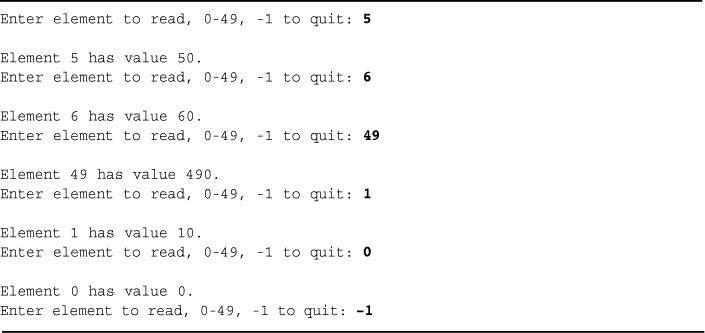 Enter element to read, 0-49, -1 to quit: 5
Element 5 has value 50.
Enter element to read, 0-49, -1 to quit: 6
Element 6 has value 60.
Enter element to read, 0-49, -1 to quit: 49
Element 49 has value 490.
Enter element to read, 0-49, -1 to quit: 1
Element 1 has value 10.
Enter element to read, 0-49, -1 to quit: 0
Element 0 has value 0.
Enter element to read, 0-49, -1 to quit: -1